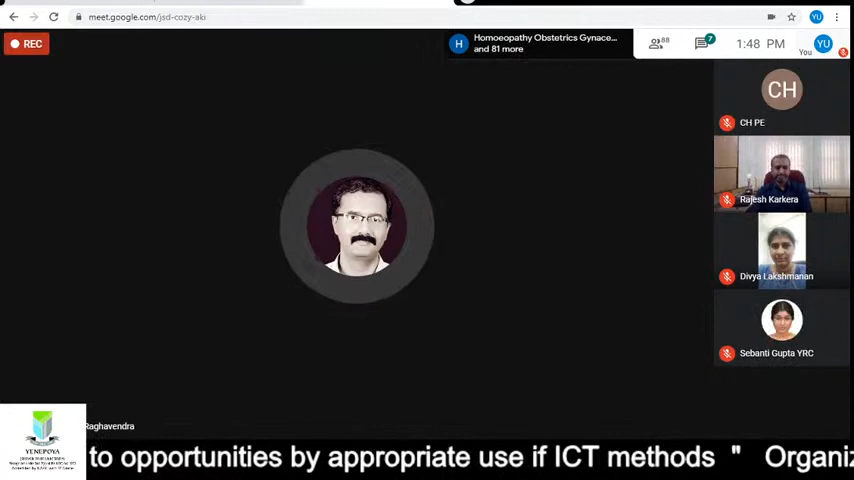 meet.google.com/jsd-cozy-aki
YU
REC
H
Homoeopathy Obstetrics Gynace...
and 81 more
88
7
1:48 PM
You
YU
CH
CH PE
Rajesh Karkera
Divya Lakshmanan
Sebanti Gupta YRC
Raghavendra
YENEPOYA
to opportunities by appropriate use if ICT methods " Organiz